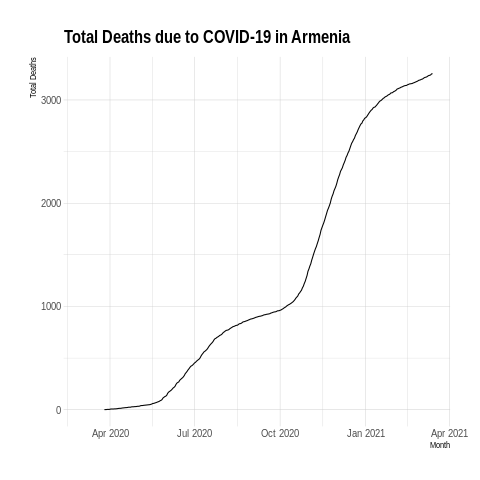 Total Deaths due to COVID-19 in Armenia
Total Deaths
3000
2000
1000
0
Apr 2020 Jul 2020 Oct 2020 Jan 2021 Apr 2021
Month